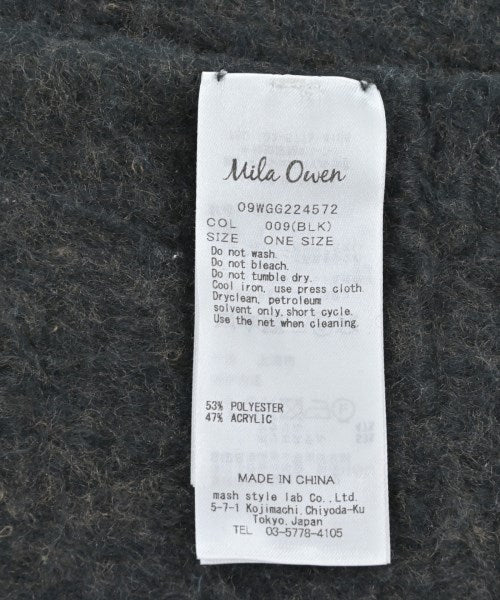 Mila Owen
09WGG224572
COL 009(BLK)
SIZE ONE SIZE
Do not wash.
Do not bleach.
Do not tumble dry.
Cool iron, use press cloth.
Dryclean, petroleum
solvent only, short cycle.
Use the net when cleaning.
53% POLYESTER
47% ACRYLIC
MADE IN CHINA
mash style lab Co., Ltd.
5-7-1 Kojimachi, Chiyoda-Ku
Tokyo, Japan
TEL 03-5778-4105